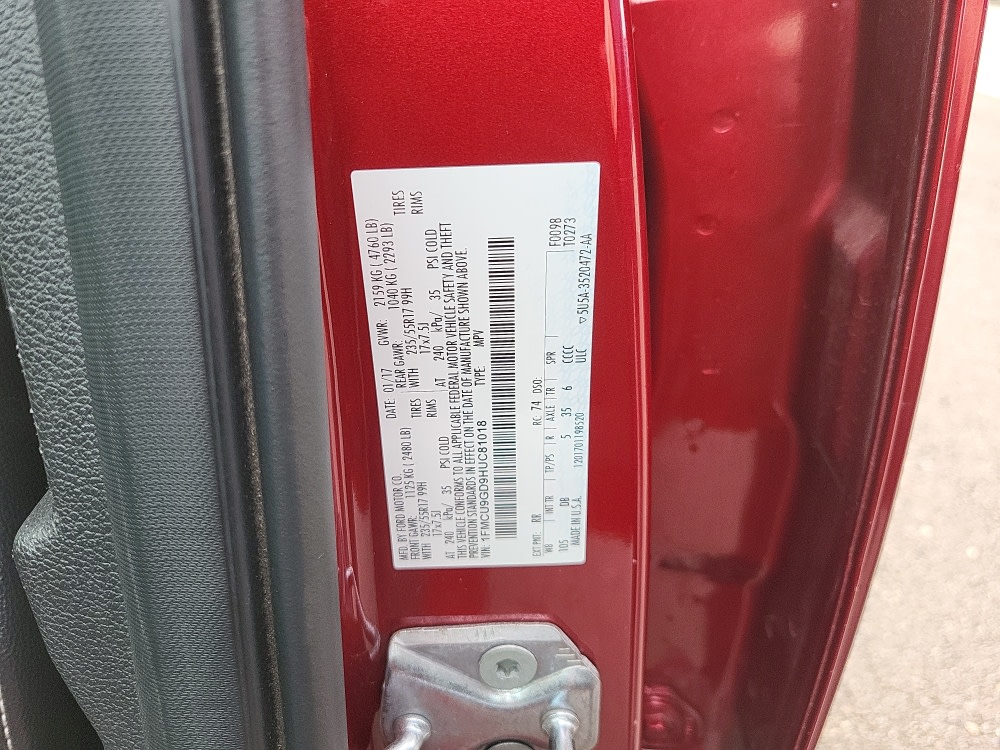 MFD. BY FORD MOTOR CO.
DATE: 01/17 GVWR: 2159 KG ( 4760 LB)
FRONT GAWR: 1125 KG ( 2480 LB) REAR GAWR: 1040 KG ( 2293 LB)
WITH 235/55R17 99H TIRES WITH 235/55R17 99H TIRES
17x7.5J RIMS 17x7.5J RIMS
AT 240 kPa/ 35 PSI COLD AT 240 kPa/ 35 PSI COLD
THIS VEHICLE CONFORMS TO ALL APPLICABLE FEDERAL MOTOR VEHICLE SAFETY AND THEFT
PREVENTION STANDARDS IN EFFECT ON THE DATE OF MANUFACTURE SHOWN ABOVE.
VIN: 1FMCU9GD9HUC81018 TYPE: MPV
EXT PNT: RR RC: 74 DSO: F0098
WB INT TR TP/PS R AXLE TR SPR T0273
105 DB 5 35 6 CCCC
MADE IN U.S.A. 1201701198520 ULC ▽5U5A-3520472-AA